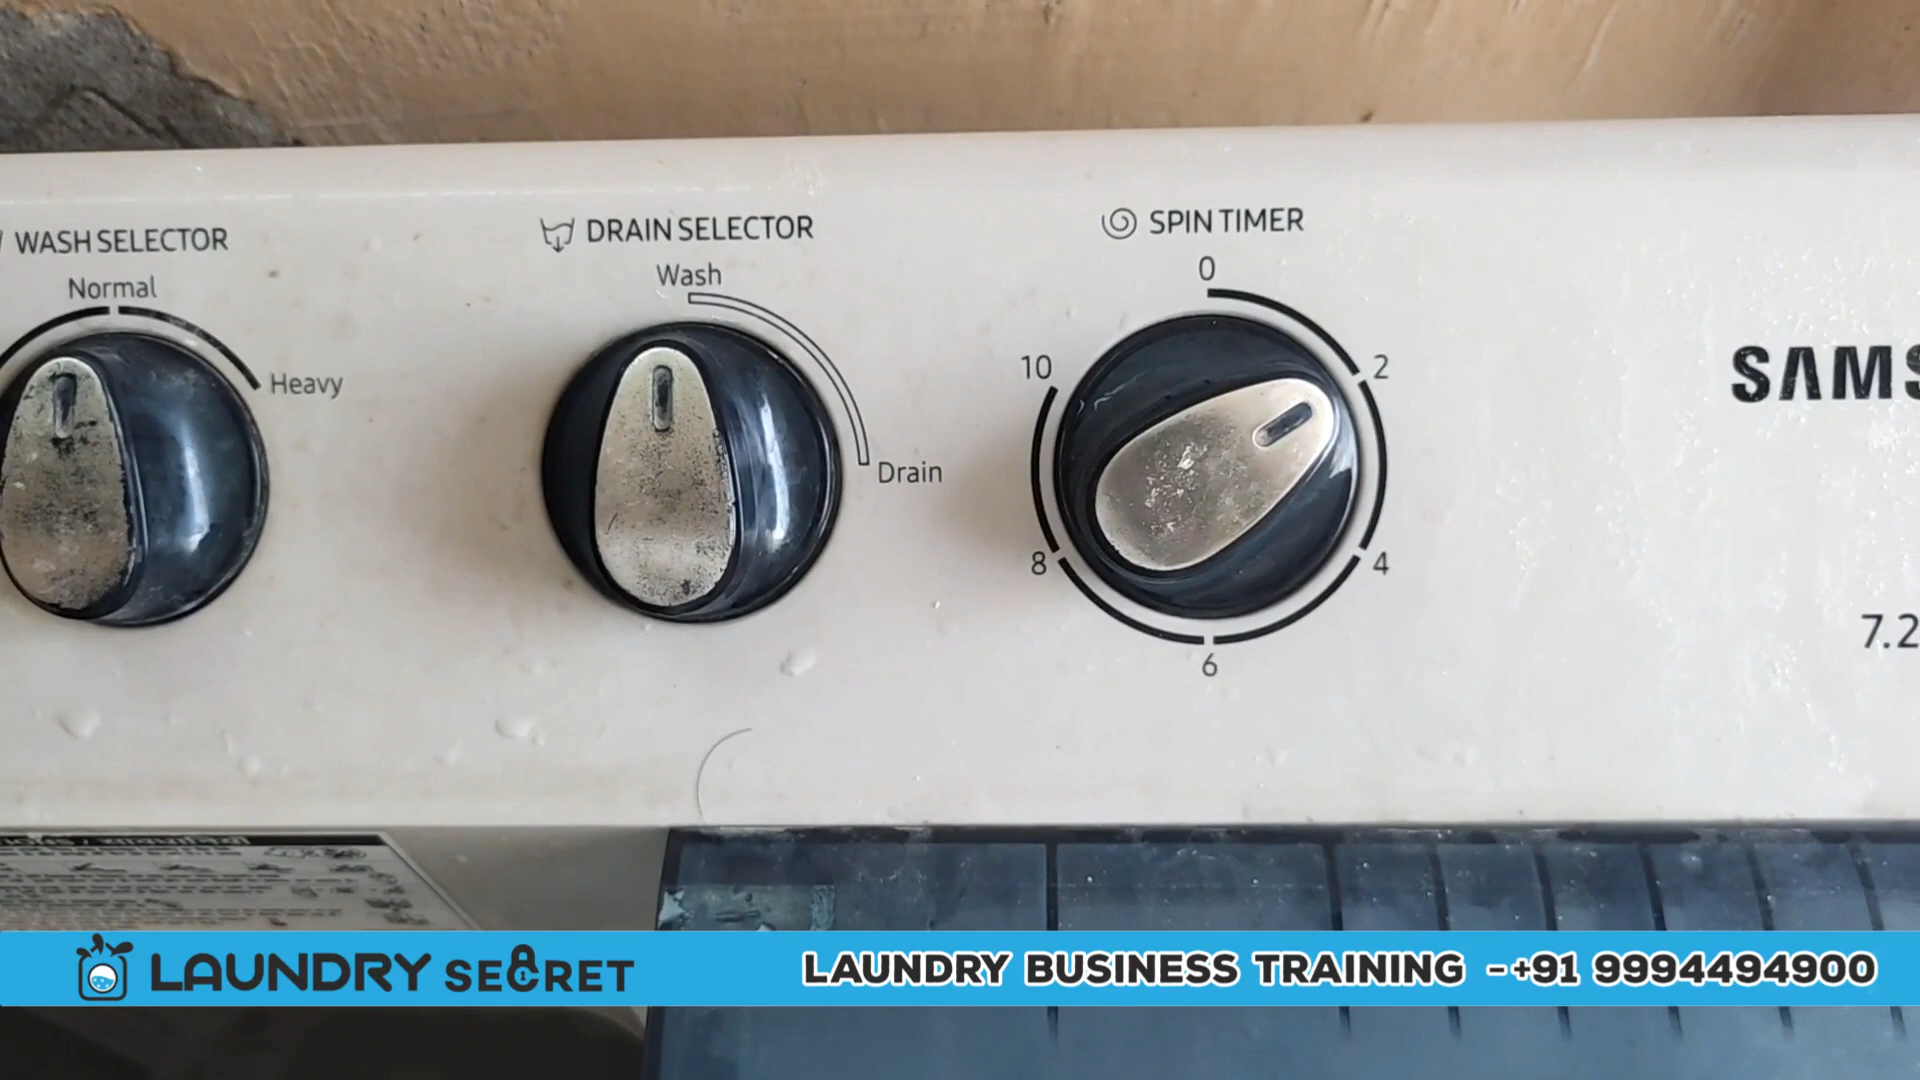 WASH SELECTOR
Normal
Heavy
DRAIN SELECTOR
Wash
Drain
SPIN TIMER
0
2
4
6
8
10
SAMS
7.2
LAUNDRY SECRET
LAUNDRY BUSINESS TRAINING -+91 9994494900